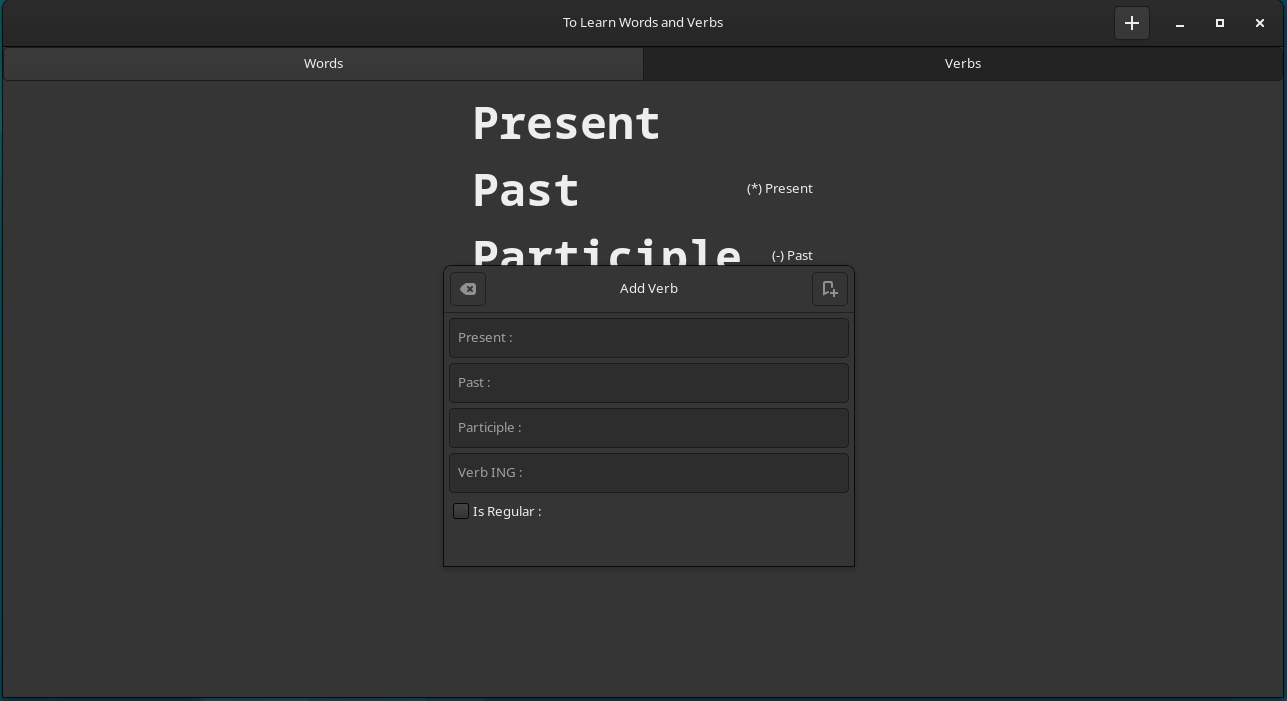 To Learn Words and Verbs
Words Verbs
Present
Past (*) Present
Participle (-) Past
Add Verb
Present :
Past :
Participle :
Verb ING :
Is Regular :